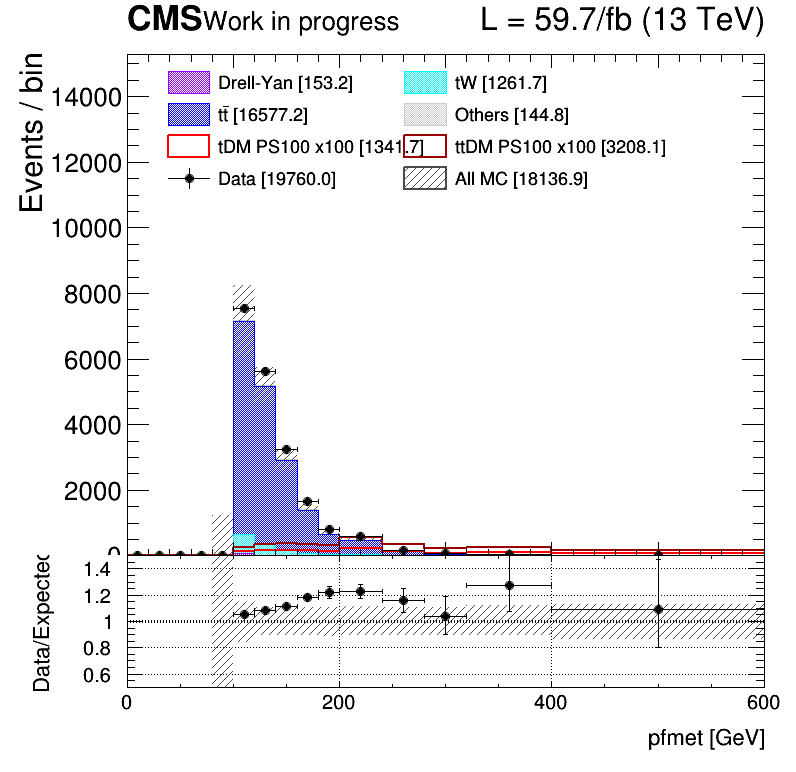 CMS Work in progress L = 59.7/fb (13 TeV)
Events / bin
14000
12000
10000
8000
6000
4000
2000
0
Drell-Yan [153.2] tW [1261.7]
tt̄ [16577.2] Others [144.8]
tDM PS100 x100 [1341.7] ttDM PS100 x100 [3208.1]
Data [19760.0] All MC [18136.9]
Data/Expected
1.4
1.2
1
0.8
0.6
0 200 400 600
pfmet [GeV]